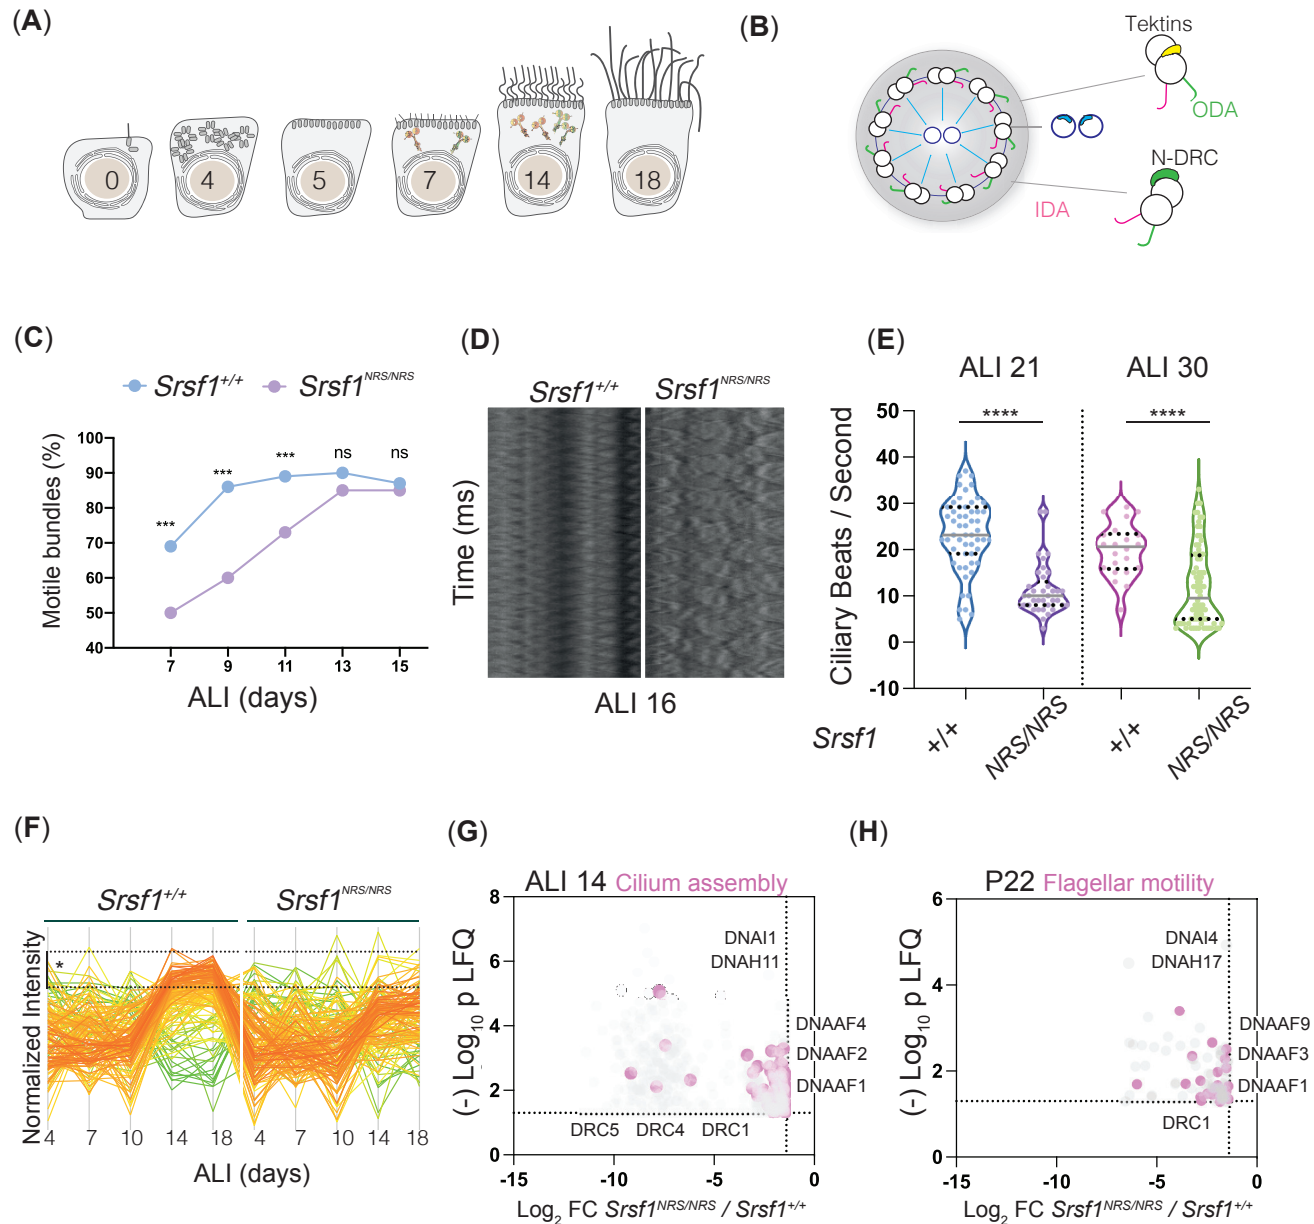 (A)
0
4
5
7
14
18
(B)
Tektins
ODA
N-DRC
IDA
(C)
Srsf1+/+
Srsf1NRS/NRS
Motile bundles (%)
100
90
80
70
60
50
40
***
***
***
ns
ns
7 9 11 13 15
ALI (days)
(D)
Srsf1+/+ Srsf1NRS/NRS
Time (ms)
ALI 16
(E)
ALI 21 ALI 30
**** ****
Ciliary Beats / Second
50
40
30
20
10
0
-10
Srsf1 +/+ NRS/NRS +/+ NRS/NRS
(F)
Srsf1+/+ Srsf1NRS/NRS
*
Normalized Intensity
4 7 10 14 18 4 7 10 14 18
ALI (days)
(G)
ALI 14 Cilium assembly
(-) Log10 p LFQ
8
6
4
2
0
DNAI1
DNAH11
DNAAF4
DNAAF2
DNAAF1
DRC5 DRC4 DRC1
-15 -10 -5 0
Log2 FC Srsf1NRS/NRS / Srsf1+/+
(H)
P22 Flagellar motility
(-) Log10 p LFQ
6
4
2
0
DNAI4
DNAH17
DNAAF9
DNAAF3
DNAAF1
DRC1
-15 -10 -5 0
Log2 FC Srsf1NRS/NRS / Srsf1+/+